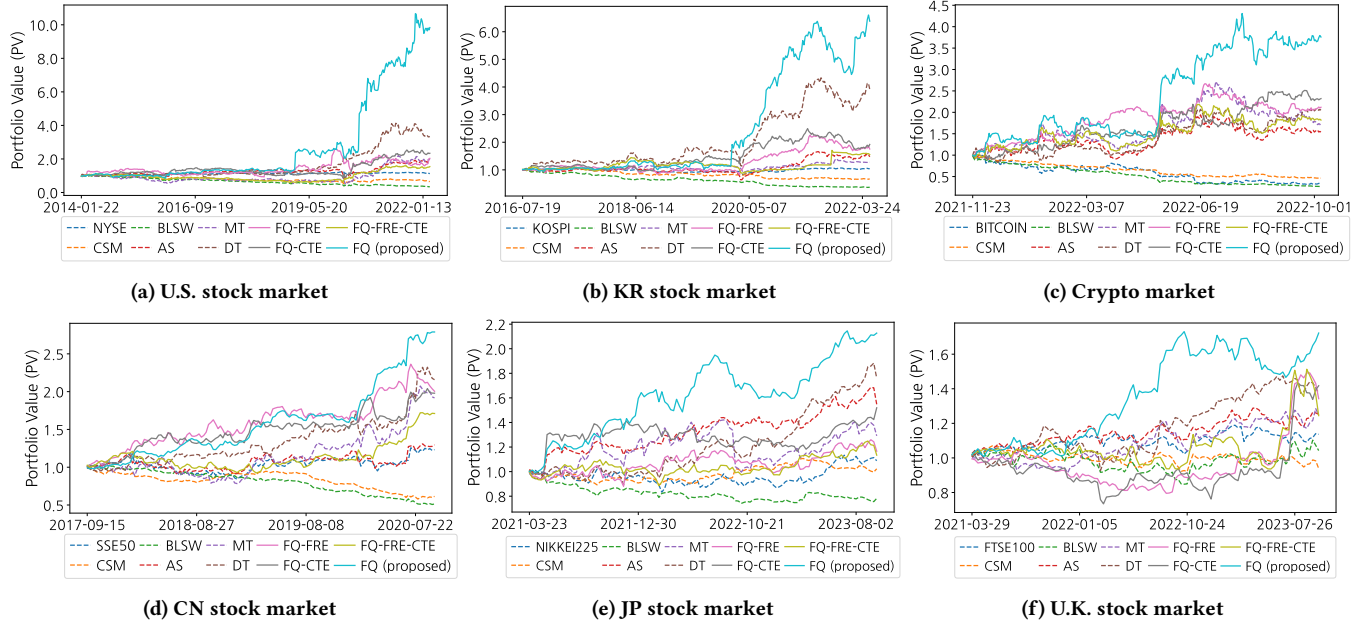 Portfolio Value (PV)
10.0
8.0
6.0
4.0
2.0
0.0
2014-01-22 2016-09-19 2019-05-20 2022-01-13
NYSE BLSW MT FQ-FRE FQ-FRE-CTE
CSM AS DT FQ-CTE FQ (proposed)
(a) U.S. stock market
Portfolio Value (PV)
6.0
5.0
4.0
3.0
2.0
1.0
2016-07-19 2018-06-14 2020-05-07 2022-03-24
KOSPI BLSW MT FQ-FRE FQ-FRE-CTE
CSM AS DT FQ-CTE FQ (proposed)
(b) KR stock market
Portfolio Value (PV)
4.5
4.0
3.5
3.0
2.5
2.0
1.5
1.0
0.5
2021-11-23 2022-03-07 2022-06-19 2022-10-01
BITCOIN BLSW MT FQ-FRE FQ-FRE-CTE
CSM AS DT FQ-CTE FQ (proposed)
(c) Crypto market
Portfolio Value (PV)
2.5
2.0
1.5
1.0
0.5
2017-09-15 2018-08-27 2019-08-08 2020-07-22
SSE50 BLSW MT FQ-FRE FQ-FRE-CTE
CSM AS DT FQ-CTE FQ (proposed)
(d) CN stock market
Portfolio Value (PV)
2.2
2.0
1.8
1.6
1.4
1.2
1.0
0.8
2021-03-23 2021-12-30 2022-10-21 2023-08-02
NIKKEI225 BLSW MT FQ-FRE FQ-FRE-CTE
CSM AS DT FQ-CTE FQ (proposed)
(e) JP stock market
Portfolio Value (PV)
1.6
1.4
1.2
1.0
0.8
2021-03-29 2022-01-05 2022-10-24 2023-07-26
FTSE100 BLSW MT FQ-FRE FQ-FRE-CTE
CSM AS DT FQ-CTE FQ (proposed)
(f) U.K. stock market